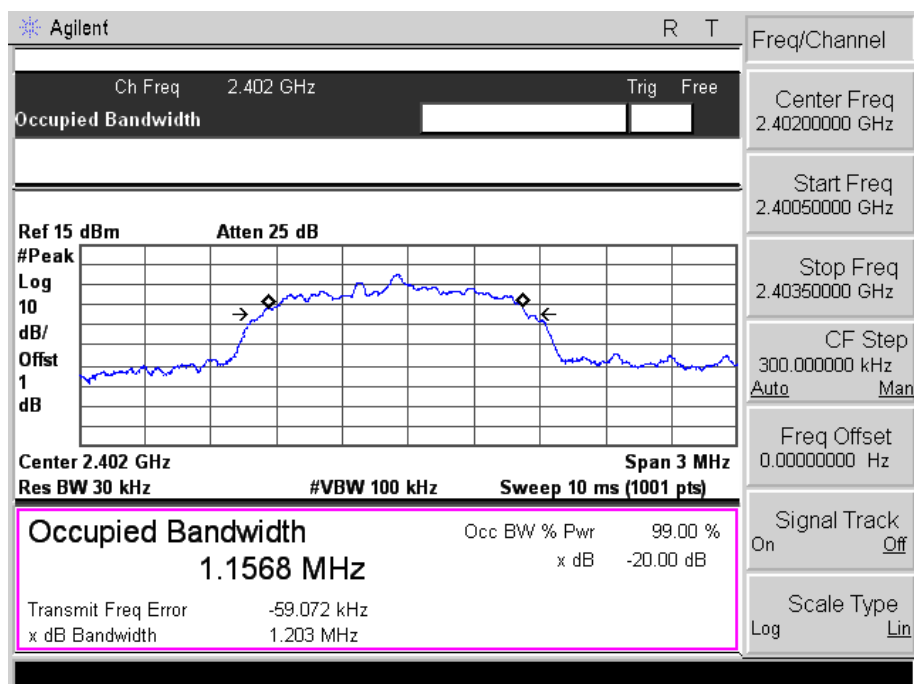 Agilent R T
Freq/Channel
Ch Freq 2.402 GHz Trig Free
Occupied Bandwidth
Center Freq
2.40200000 GHz
Start Freq
2.40050000 GHz
Stop Freq
2.40350000 GHz
CF Step
300.000000 kHz
Auto Man
Freq Offset
0.00000000 Hz
Signal Track
On Off
Scale Type
Log Lin
Ref 15 dBm Atten 25 dB
#Peak
Log
10
dB/
Offst
1
dB
Center 2.402 GHz Span 3 MHz
Res BW 30 kHz #VBW 100 kHz Sweep 10 ms (1001 pts)
Occupied Bandwidth
1.1568 MHz
Occ BW % Pwr 99.00 %
x dB -20.00 dB
Transmit Freq Error -59.072 kHz
x dB Bandwidth 1.203 MHz